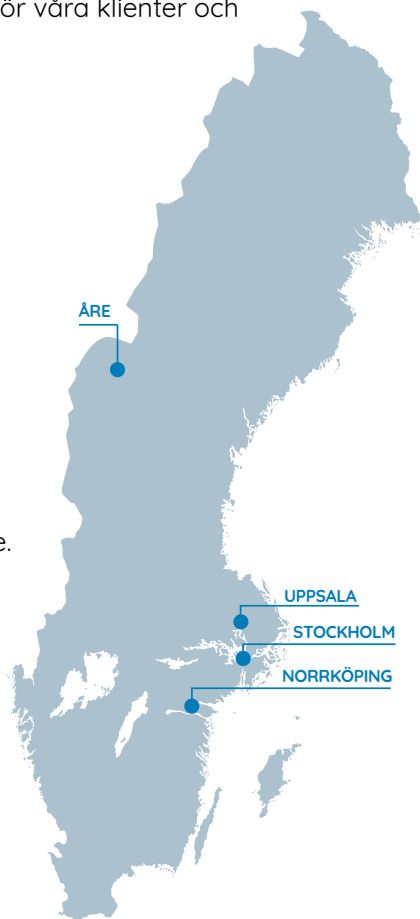 ör våra klienter och
ÅRE
e.
UPPSALA
STOCKHOLM
NORRKÖPING